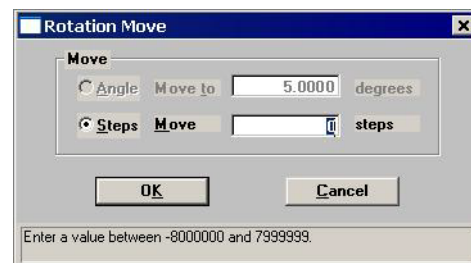 Rotation Move
Move
Angle Move to 5.0000 degrees
Steps Move 0 steps
OK Cancel
Enter a value between -8000000 and 7999999.